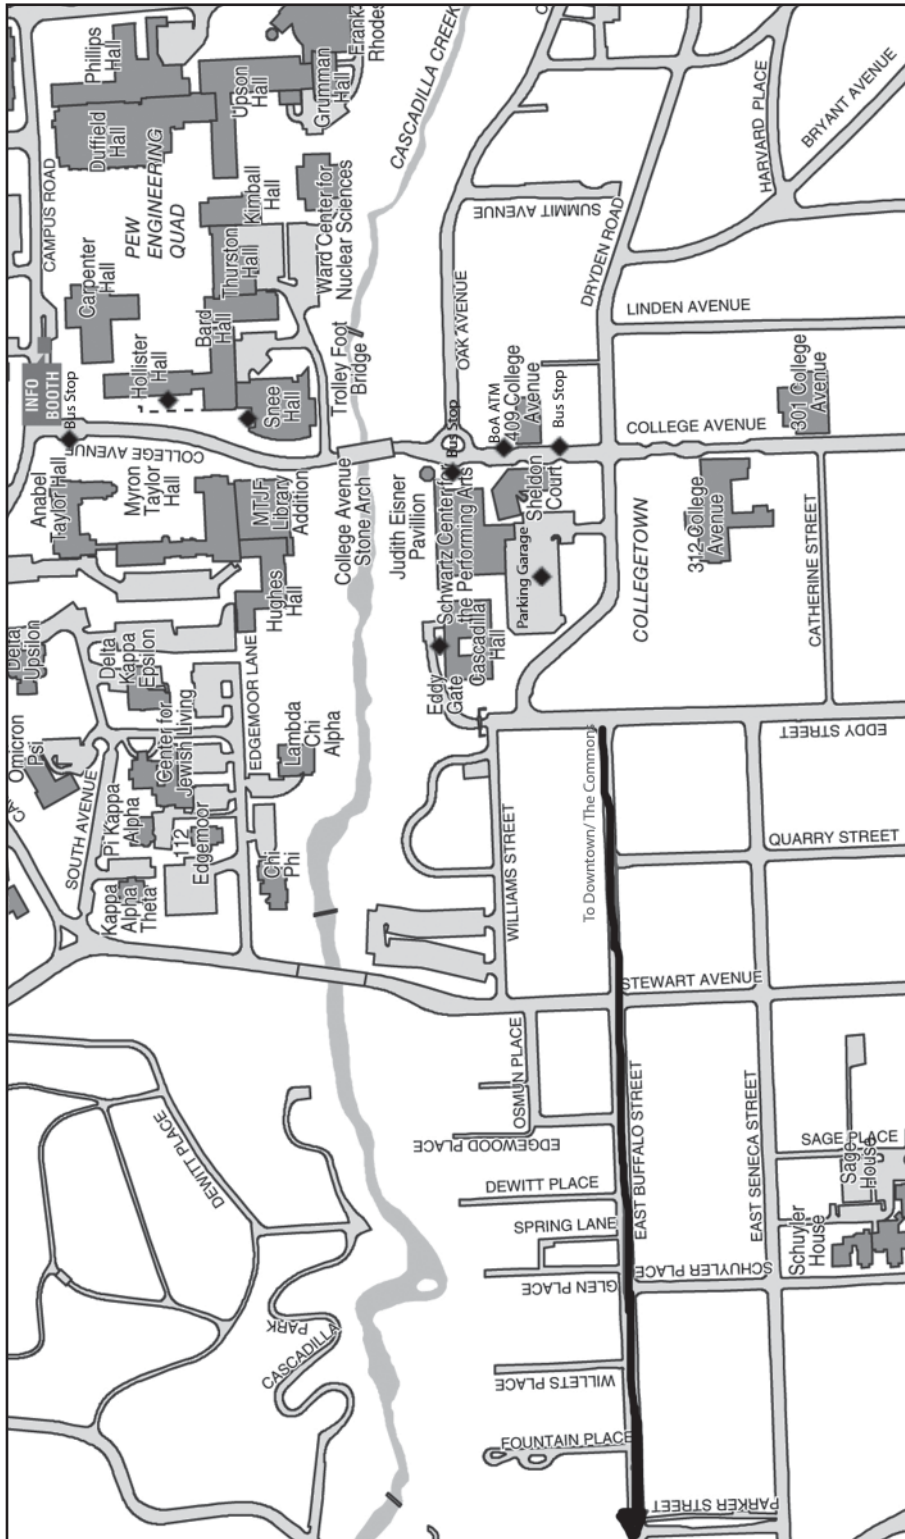 Phillips
Hall
Duffield
Hall
Upson
Hall
Grumman
Hall
Frank
Rhodes
CASCADILLA CREEK
CAMPUS ROAD
PEW
ENGINEERING
QUAD
Carpenter
Hall
Kimball
Hall
Thurston
Hall
Bard
Hall
Ward Center for
Nuclear Sciences
Hollister
Hall
Snee
Hall
INFO
BOOTH
Bus Stop
COLLEGE AVENUE
Trolley Foot
Bridge
College Avenue
Stone Arch
OAK AVENUE
SUMMIT AVENUE
DRYDEN ROAD
HARVARD PLACE
BRYANT AVENUE
LINDEN AVENUE
BoA ATM
409 College
Avenue
Bus Stop
Bus Stop
COLLEGE AVENUE
301 College
Avenue
312 College
Avenue
CATHERINE STREET
COLLEGETOWN
Sheldon
Court
Parking Garage
Judith Eisner
Pavillion
Schwartz Center for
the Performing Arts
Cascadilla
Hall
Eddy
Gate
Anabel
Taylor Hall
Myron
Taylor
Hall
MTJF
Library
Addition
Hughes
Hall
Delta
Upsilon
Delta
Kappa
Epsilon
Center for
Jewish Living
EDGEMOOR LANE
Lambda
Chi
Alpha
Omicron
Psi
CA
SOUTH AVENUE
Pi Kappa
Alpha
112
Edgemoor
Kappa
Alpha
Theta
Chi
Phi
WILLIAMS STREET
To Downtown/The Commons
EDDY STREET
QUARRY STREET
STEWART AVENUE
OSMUN PLACE
EDGEWOOD PLACE
DEWITT PLACE
DEWITT PLACE
SPRING LANE
GLEN PLACE
EAST BUFFALO STREET
EAST SENECA STREET
SAGE PLACE
Sage
House
Schuyler
House
SCHUYLER PLACE
CASCADILLA
PARK
WILLETS PLACE
FOUNTAIN PLACE
PARKER STREET